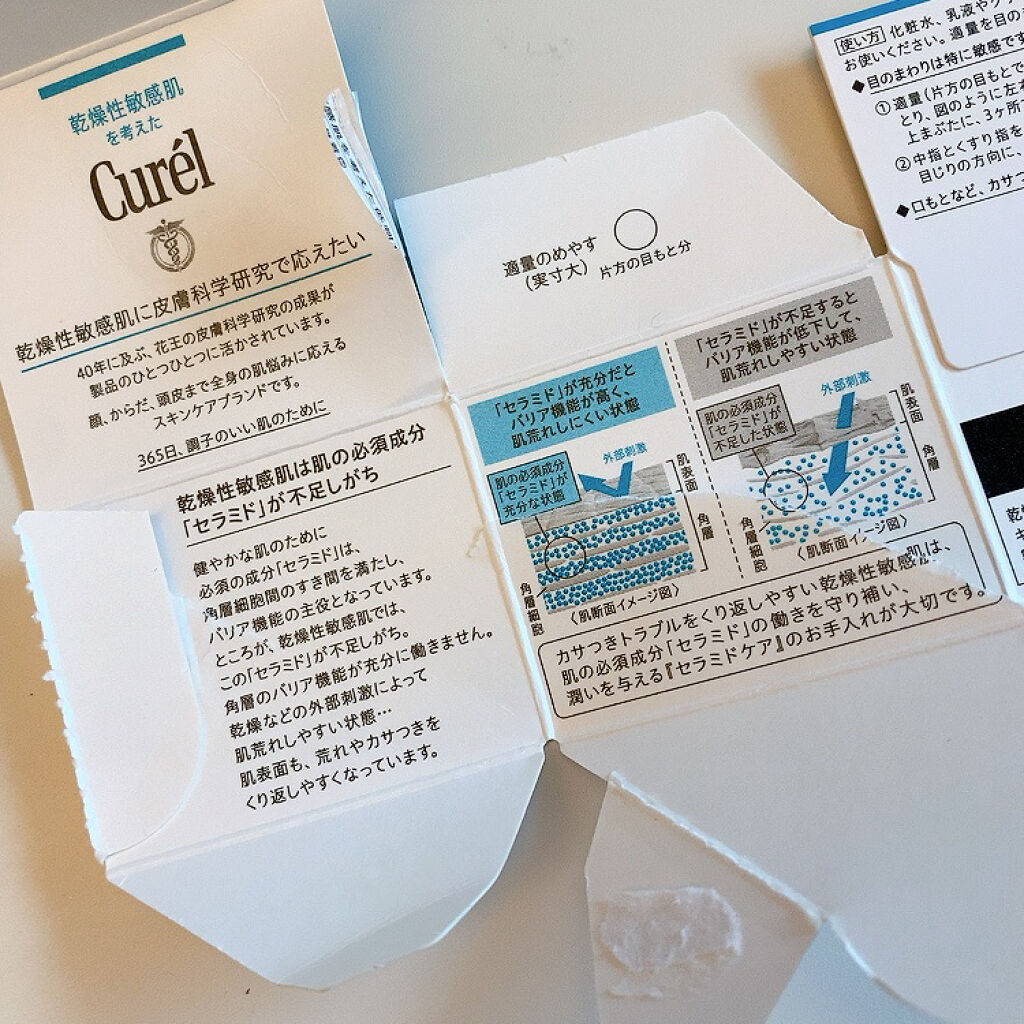 乾燥性敏感肌
を考えた
Curél
乾燥性敏感肌に皮膚科学研究で応えたい
40年に及ぶ、花王の皮膚科学研究の成果が
製品のひとつひとつに活かされています。
顔、からだ、頭皮まで全身の肌悩みに応える
スキンケアブランドです。
365日、調子のいい肌のために
乾燥性敏感肌は肌の必須成分
「セラミド」が不足しがち
健やかな肌のために
必須の成分「セラミド」は、
角層細胞間のすき間を満たし、
バリア機能の主役となっています。
ところが、乾燥性敏感肌では、
この「セラミド」が不足しがち。
角層のバリア機能が充分に働きません。
乾燥などの外部刺激によって
肌荒れしやすい状態…
肌表面も、荒れやカサつきを
くり返しやすくなっています。
適量のめやす
(実寸大)
片方の目もと分
「セラミド」が充分だと
バリア機能が高く、
肌荒れしにくい状態
外部刺激
肌の必須成分
「セラミド」が
充分な状態
肌表面
角層
角層細胞
〈肌断面イメージ図〉
「セラミド」が不足すると
バリア機能が低下して、
肌荒れしやすい状態
外部刺激
肌の必須成分
「セラミド」が
不足した状態
肌表面
角層
角層細胞
〈肌断面イメージ図〉
カサつきトラブルをくり返しやすい乾燥性敏感肌は、
肌の必須成分「セラミド」の働きを守り補い、
潤いを与える『セラミドケア』のお手入れが大切です。
使い方 化粧水、乳液や
お使いください。適量を目の
◆目のまわりは特に敏感です
①適量(片方の目もとで
とり、図のように左
上まぶたに、3ヶ所
②中指とくすり指を
目じりの方向に、
◆口もとなど、カサつ